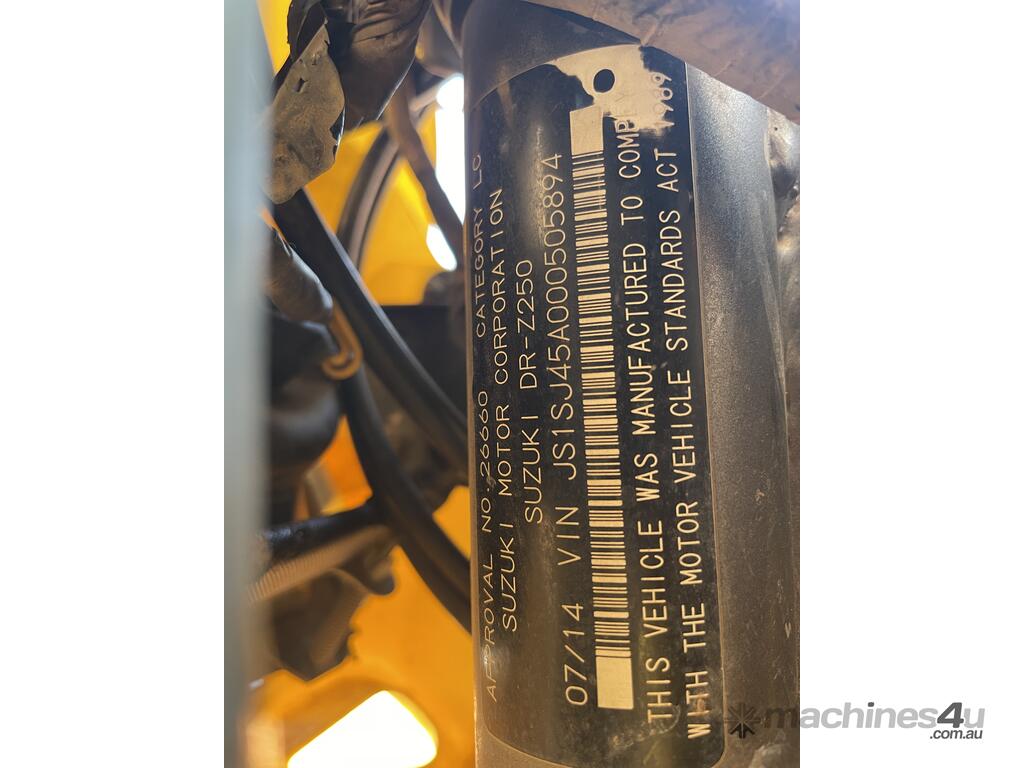 APPROVAL NO. 26660 CATEGORY LC
SUZUKI MOTOR CORPORATION
SUZUKI DR-Z250
07/14 VIN JS1SJ45A000505894
THIS VEHICLE WAS MANUFACTURED TO COMP
WITH THE MOTOR VEHICLE STANDARDS ACT 1989
machines4u
.com.au